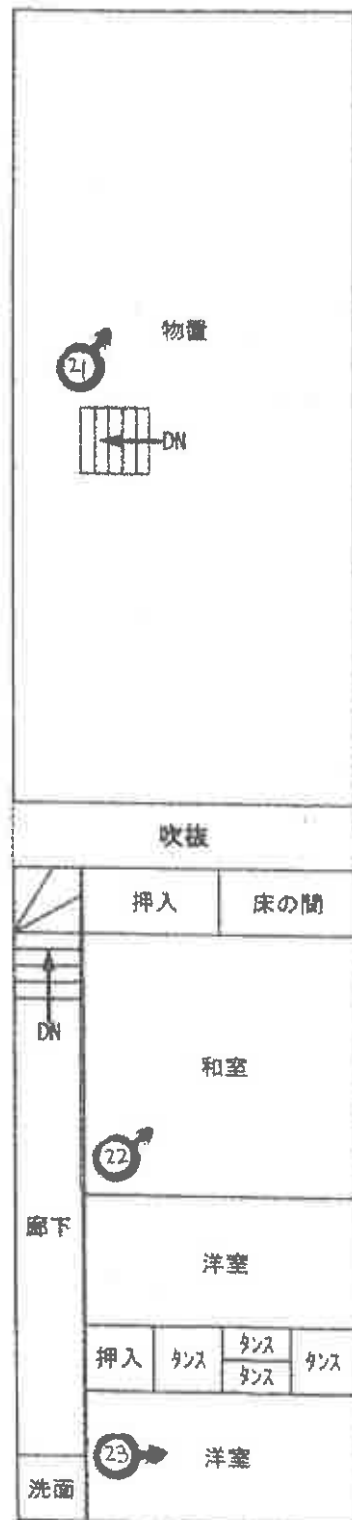 物置
21
DN
吹抜
押入 床の間
DN
和室
22
廊下
洋室
押入 タンス タンス タンス
タンス
23 洋室
洗面